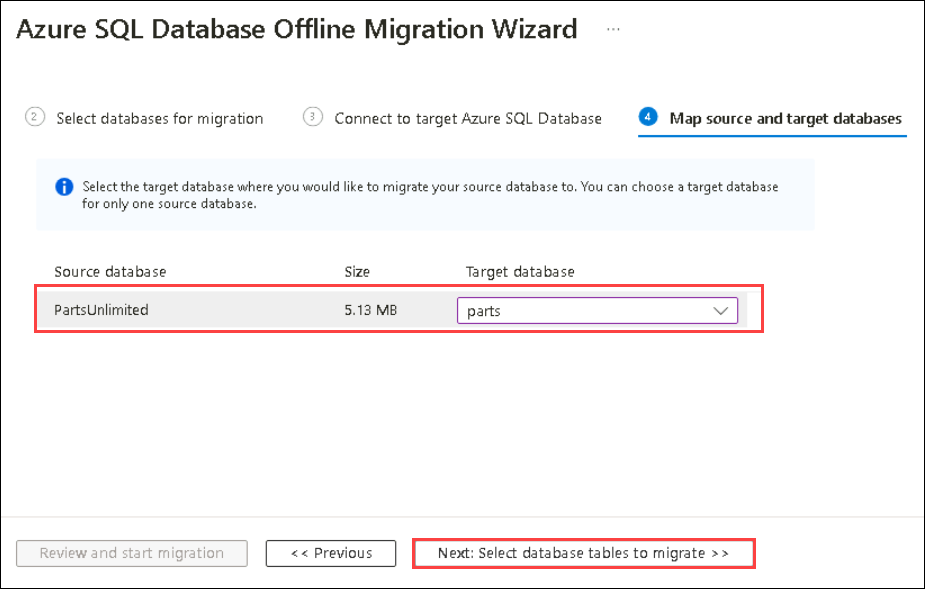 Azure SQL Database Offline Migration Wizard ...
2 Select databases for migration 3 Connect to target Azure SQL Database 4 Map source and target databases
Select the target database where you would like to migrate your source database to. You can choose a target database
for only one source database.
Source database Size Target database
PartsUnlimited 5.13 MB parts
Review and start migration << Previous Next: Select database tables to migrate >>